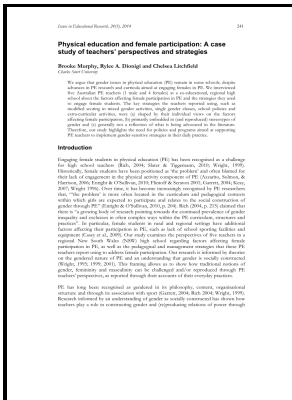 Issues in Educational Research, 25(3), 2015 241
Physical education and female participation: A case
study of teachers' perspectives and strategies
Brooke Murphy, Rylee A. Dionigi and Chelsea Litchfield
Charles Sturt University
We argue that gender issues in physical education (PE) remain in some schools, despite
advances in PE research and curricula aimed at engaging females in PE. We interviewed
five Australian PE teachers (1 male and 4 females) at a co-educational, regional high
school about the factors affecting female participation in PE and the strategies they used
to engage female students. The key strategies the teachers reported using, such as
modified scoring in mixed gender activities, single gender classes, school policies and
extra-curricular activities, were (a) shaped by their individual views on the factors
affecting female participation, (b) primarily embedded in (and reproduced) stereotypes of
gender and (c) generally not a reflection of what is being advanced in the literature.
Therefore, our study highlights the need for policies and programs aimed at supporting
PE teachers to implement gender-sensitive strategies in their daily practice.
Introduction
Engaging female students in physical education (PE) has been recognised as a challenge
for high school teachers (Rich, 2004; Slater & Tiggemann, 2010; Wright, 1999).
Historically, female students have been positioned as 'the problem' and often blamed for
their lack of engagement in the physical activity component of PE (Azzarito, Solmon, &
Harrison, 2006; Enright & O'Sullivan, 2010; Flintoff & Scraton 2001; Garrett, 2004; Keay,
2007; Wright 1996). Over time, it has become increasingly recognised by PE researchers
that, "'the problem' is more often located in the curriculum and pedagogical contexts
within which girls are expected to participate and relates to the social construction of
gender through PE" (Enright & O'Sullivan, 2010, p. 204). Rich (2004, p. 215) claimed that
there is "a growing body of research pointing towards the continued prevalence of gender
inequality and exclusion in often complex ways within the PE curriculum, structures and
practices". In particular, female students in rural and regional settings have additional
factors affecting their participation in PE, such as lack of school sporting facilities and
equipment (Casey et al., 2009). Our study examines the perspectives of five teachers in a
regional New South Wales (NSW) high school regarding factors affecting female
participation in PE, as well as the pedagogical and management strategies that these PE
teachers report using to address female participation. Our research is informed by theories
on the gendered nature of PE and an understanding that gender is socially constructed
(Wright, 1995; 1999; 2001). This framing allows us to show how traditional notions of
gender, femininity and masculinity can be challenged and/or reproduced through PE
teachers' perspective, as reported through their accounts of their everyday practices.
PE has long been recognised as gendered in its philosophy, content, organisational
structure and through its association with sport (Garrett, 2004; Rich 2004; Wright, 1999).
Research informed by an understanding of gender as socially constructed has shown how
teachers play a role in constructing gender and (re)producing relations of power through